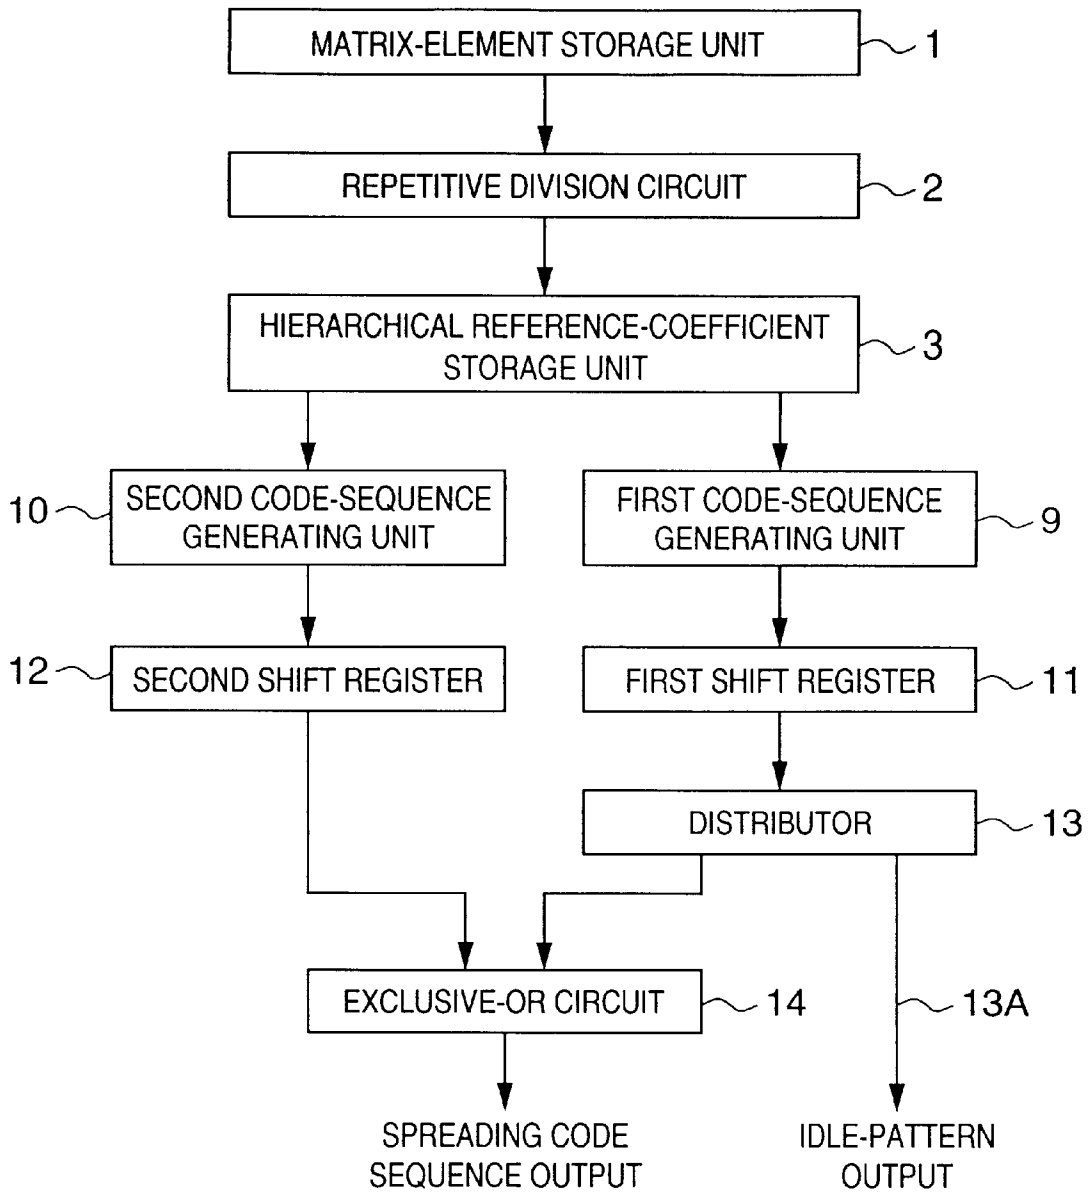 MATRIX-ELEMENT STORAGE UNIT
1
REPETITIVE DIVISION CIRCUIT
2
HIERARCHICAL REFERENCE-COEFFICIENT
STORAGE UNIT
3
10
SECOND CODE-SEQUENCE
GENERATING UNIT
FIRST CODE-SEQUENCE
GENERATING UNIT
9
12
SECOND SHIFT REGISTER
FIRST SHIFT REGISTER
11
DISTRIBUTOR
13
EXCLUSIVE-OR CIRCUIT
14
13A
SPREADING CODE
SEQUENCE OUTPUT
IDLE-PATTERN
OUTPUT